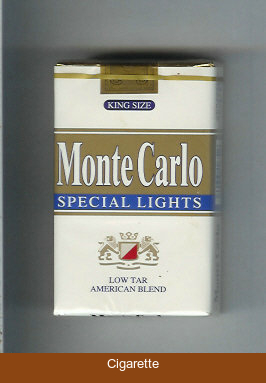 KING SIZE
Monte Carlo
SPECIAL LIGHTS
LOW TAR
AMERICAN BLEND
Cigarette